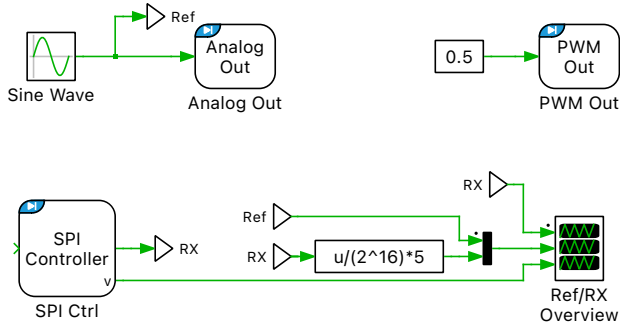 Ref
Analog
Out
Sine Wave
Analog Out
0.5
PWM
Out
PWM Out
RX
SPI
Controller
v
RX
SPI Ctrl
Ref
RX
u/(2^16)*5
Ref/RX
Overview